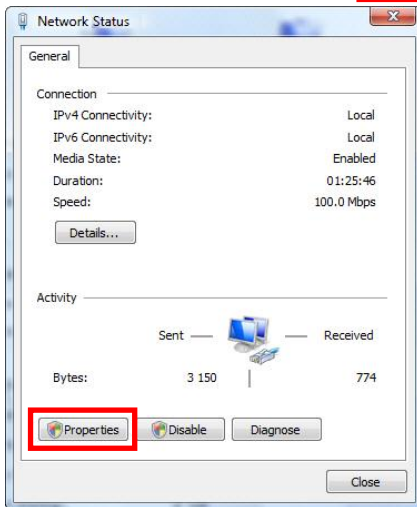 Network Status
General
Connection
IPv4 Connectivity: Local
IPv6 Connectivity: Local
Media State: Enabled
Duration: 01:25:46
Speed: 100.0 Mbps
Details...
Activity
Sent Received
Bytes: 3 150 774
Properties Disable Diagnose
Close